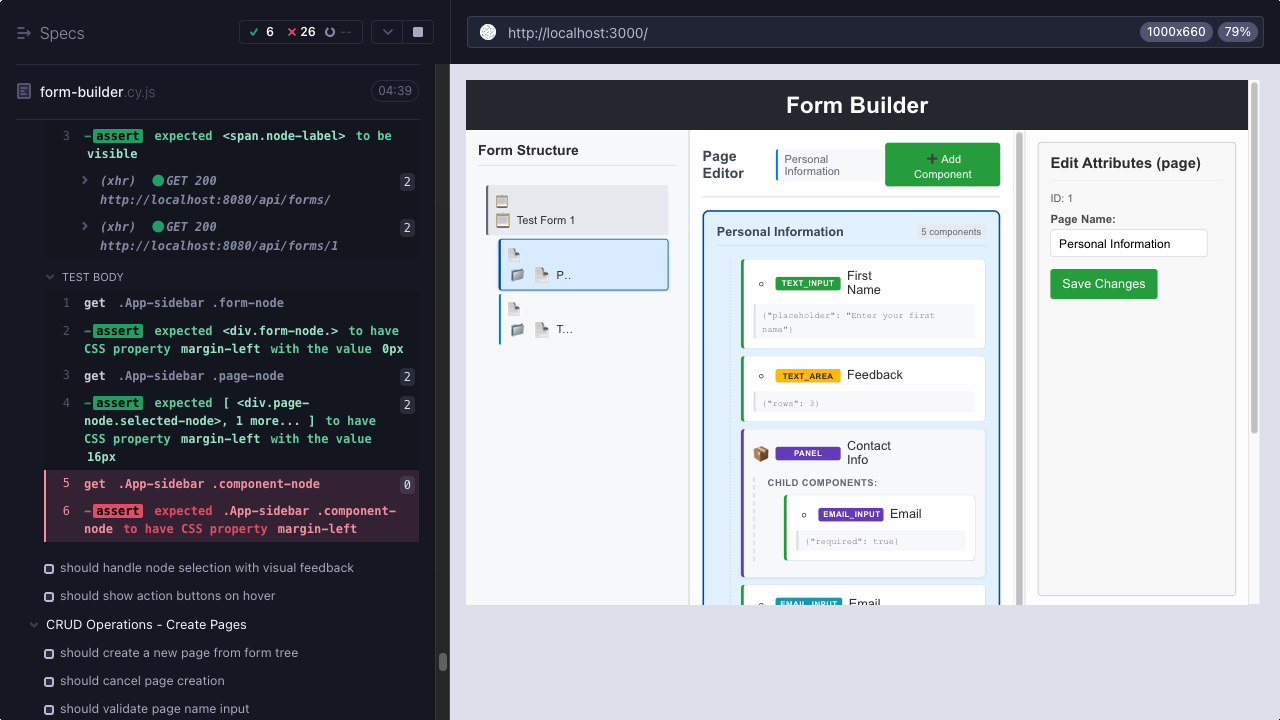 Specs
6
26
--
form-builder.cy.js
04:39
3 -assert expected <span.node-label> to be
visible
(xhr) GET 200
http://localhost:8080/api/forms/
2
(xhr) GET 200
http://localhost:8080/api/forms/1
2
TEST BODY
1 get .App-sidebar .form-node
2 -assert expected <div.form-node.> to have
CSS property margin-left with the value 0px
3 get .App-sidebar .page-node
2
4 -assert expected [ <div.page-
node.selected-node>, 1 more... ] to have
CSS property margin-left with the value
16px
2
5 get .App-sidebar .component-node
0
6 -assert expected .App-sidebar .component-
node to have CSS property margin-left
should handle node selection with visual feedback
should show action buttons on hover
CRUD Operations - Create Pages
should create a new page from form tree
should cancel page creation
should validate page name input
http://localhost:3000/
1000x660
79%
Form Builder
Form Structure
Test Form 1
P..
T...
Page
Editor
Personal
Information
Add
Component
Personal Information
5 components
TEXT_INPUT
First
Name
{"placeholder": "Enter your first
name"}
TEXT_AREA
Feedback
{"rows": 3}
PANEL
Contact
Info
CHILD COMPONENTS:
EMAIL_INPUT
Email
{"required": true}
EMAIL_INPUT
Email
Edit Attributes (page)
ID: 1
Page Name:
Personal Information
Save Changes